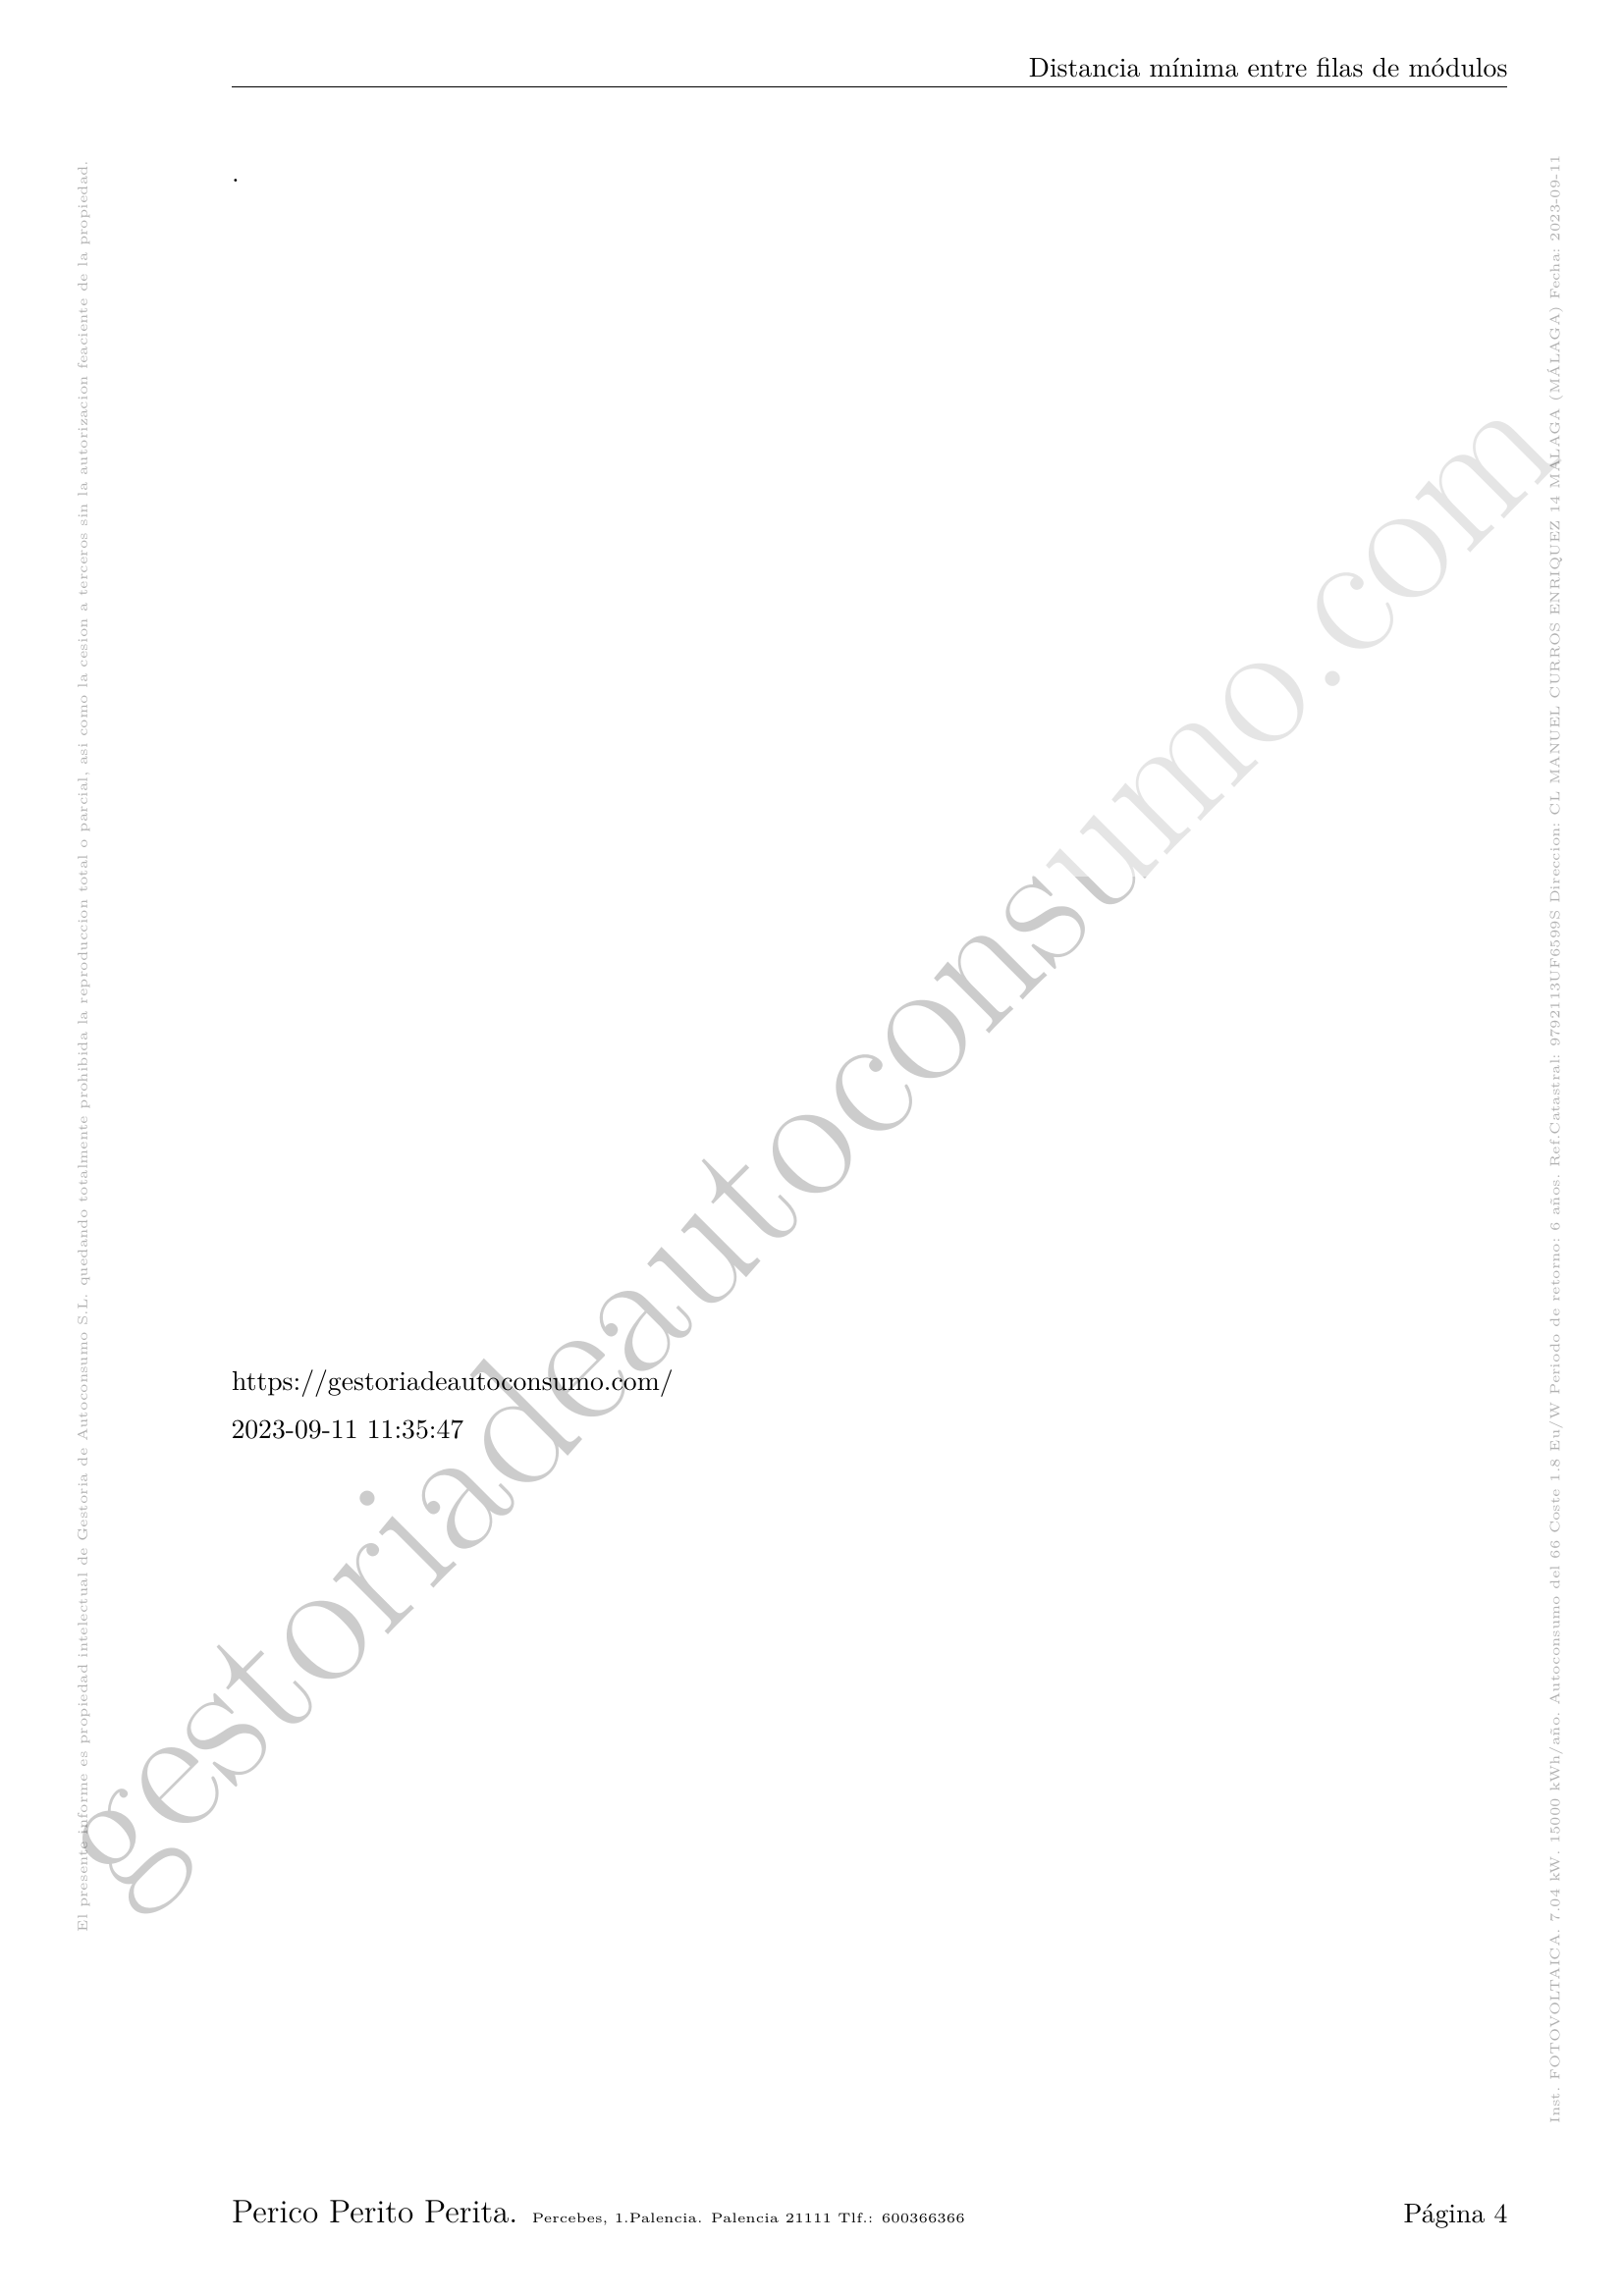 Distancia mínima entre filas de módulos
.
El presente informe es propiedad intelectual de Gestoria de Autoconsumo S.L. quedando totalmente prohibida la reproduccion total o parcial, asi como la cesion a terceros sin la autorizacion feaciente de la propiedad.
gestoriadeautoconsumo.com
https://gestoriadeautoconsumo.com/
2023-09-11 11:35:47
Inst. FOTOVOLTAICA. 7.04 kW. 15000 kWh/año. Autoconsumo del 66 Coste 1.8 Eu/W Periodo de retorno: 6 años. Ref.Catastral: 9792113UF6599S Direccion: CL MANUEL CURROS ENRIQUEZ 14 MALAGA (MÁLAGA) Fecha: 2023-09-11
Perico Perito Perita. Percebes, 1.Palencia. Palencia 21111 Tlf.: 600366366
Página 4